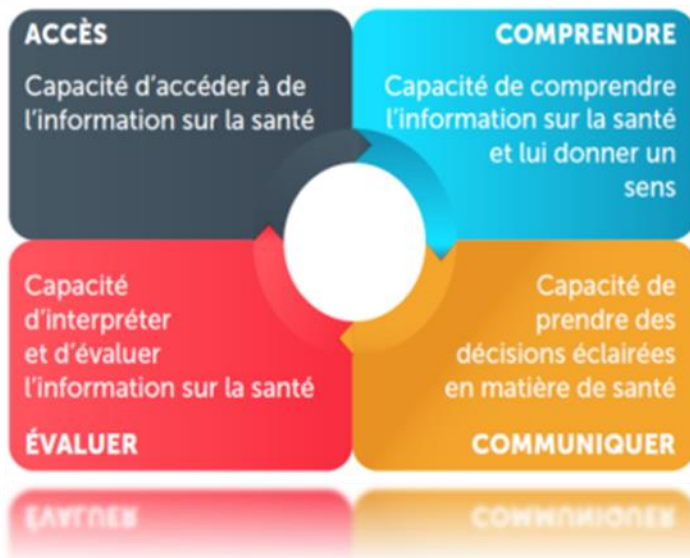 ACCÈS
Capacité d'accéder à de
l'information sur la santé
COMPRENDRE
Capacité de comprendre
l'information sur la santé
et lui donner un
sens
Capacité
d'interpréter
et d'évaluer
l'information sur la santé
ÉVALUER
Capacité de
prendre des
décisions éclairées
en matière de santé
COMMUNIQUER